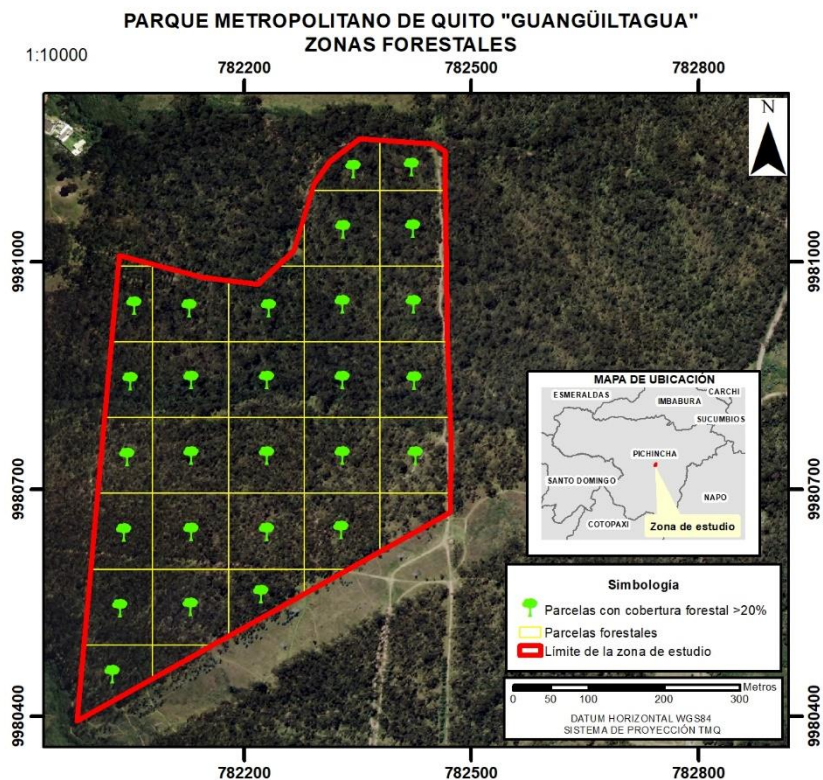 PARQUE METROPOLITANO DE QUITO "GUANGÜILTAGUA"
ZONAS FORESTALES
1:10000
782200
782500
782800
N
9981000
9981000
MAPA DE UBICACIÓN
ESMERALDAS
CARCHI
IMBABURA
SUCUMBIOS
PICHINCHA
SANTO DOMINGO
NAPO
COTOPAXI
Zona de estudio
9980700
9980700
Simbología
Parcelas con cobertura forestal >20%
Parcelas forestales
Límite de la zona de estudio
Metros
0 50 100 200 300
DATUM HORIZONTAL WGS84
SISTEMA DE PROYECCIÓN TMQ
9980400
9980400
782200
782500
782800